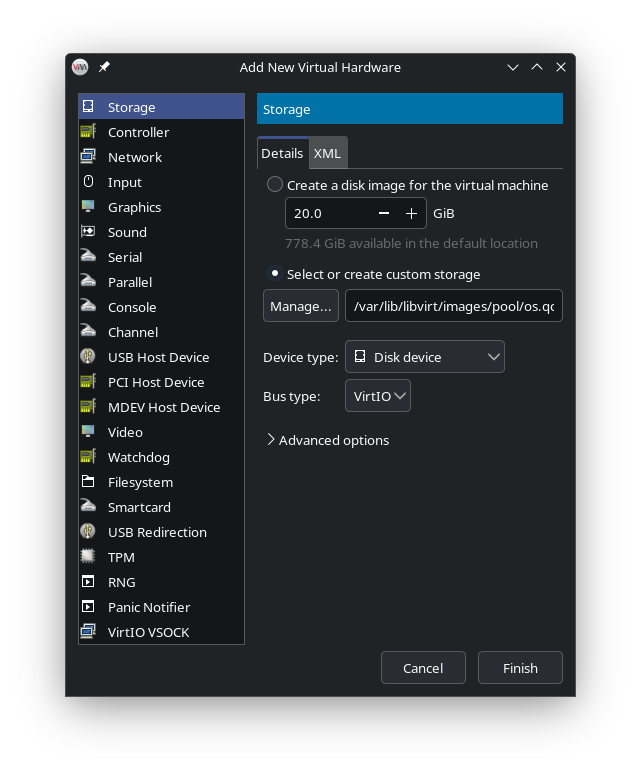 Add New Virtual Hardware
Storage
Controller
Network
Input
Graphics
Sound
Serial
Parallel
Console
Channel
USB Host Device
PCI Host Device
MDEV Host Device
Video
Watchdog
Filesystem
Smartcard
USB Redirection
TPM
RNG
Panic Notifier
VirtIO VSOCK
Storage
Details XML
Create a disk image for the virtual machine
20.0 − + GiB
778.4 GiB available in the default location
Select or create custom storage
Manage... /var/lib/libvirt/images/pool/os.qc
Device type: Disk device
Bus type: VirtIO
Advanced options
Cancel Finish